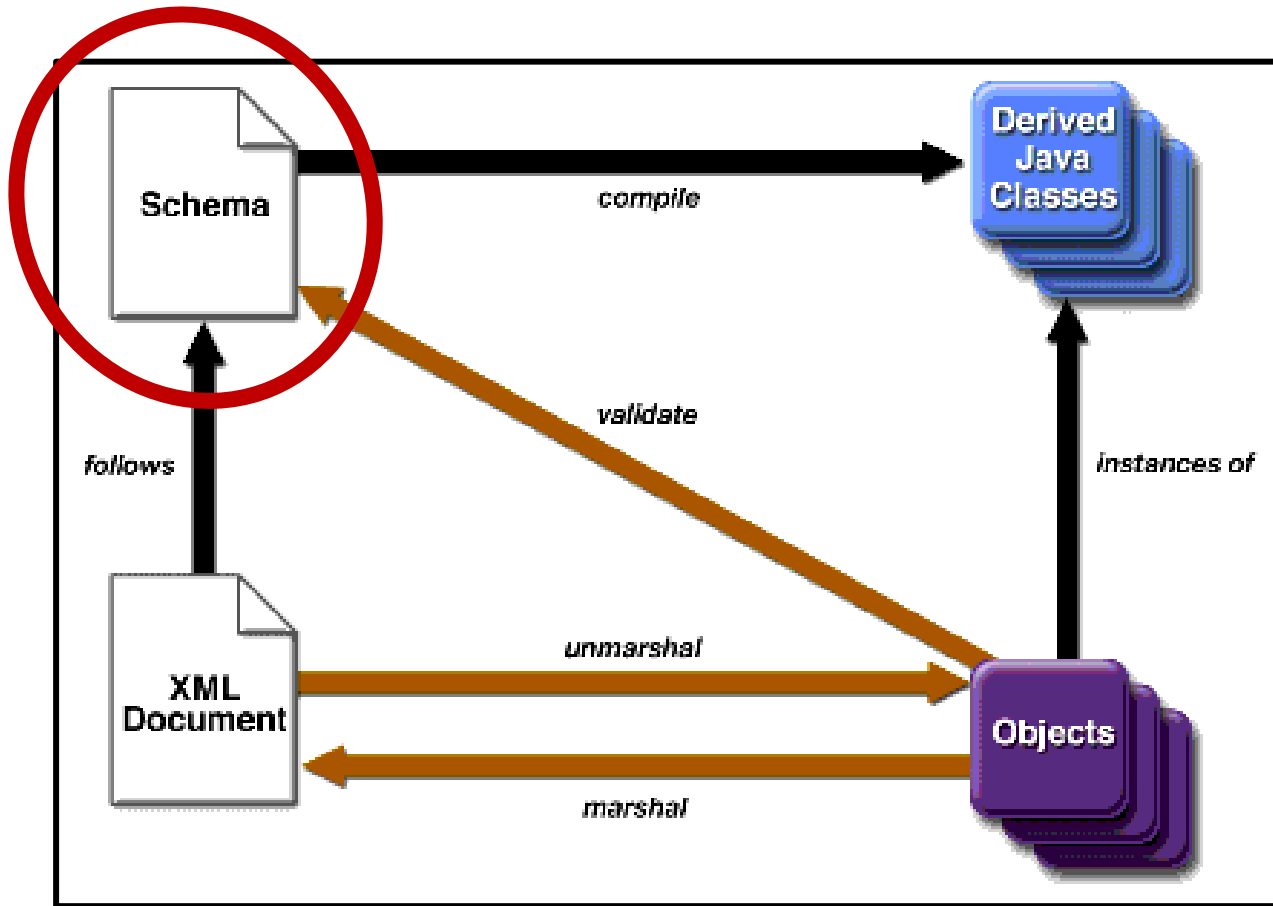 Schema
compile
Derived
Java
Classes
validate
follows
instances of
XML
Document
unmarshal
marshal
Objects